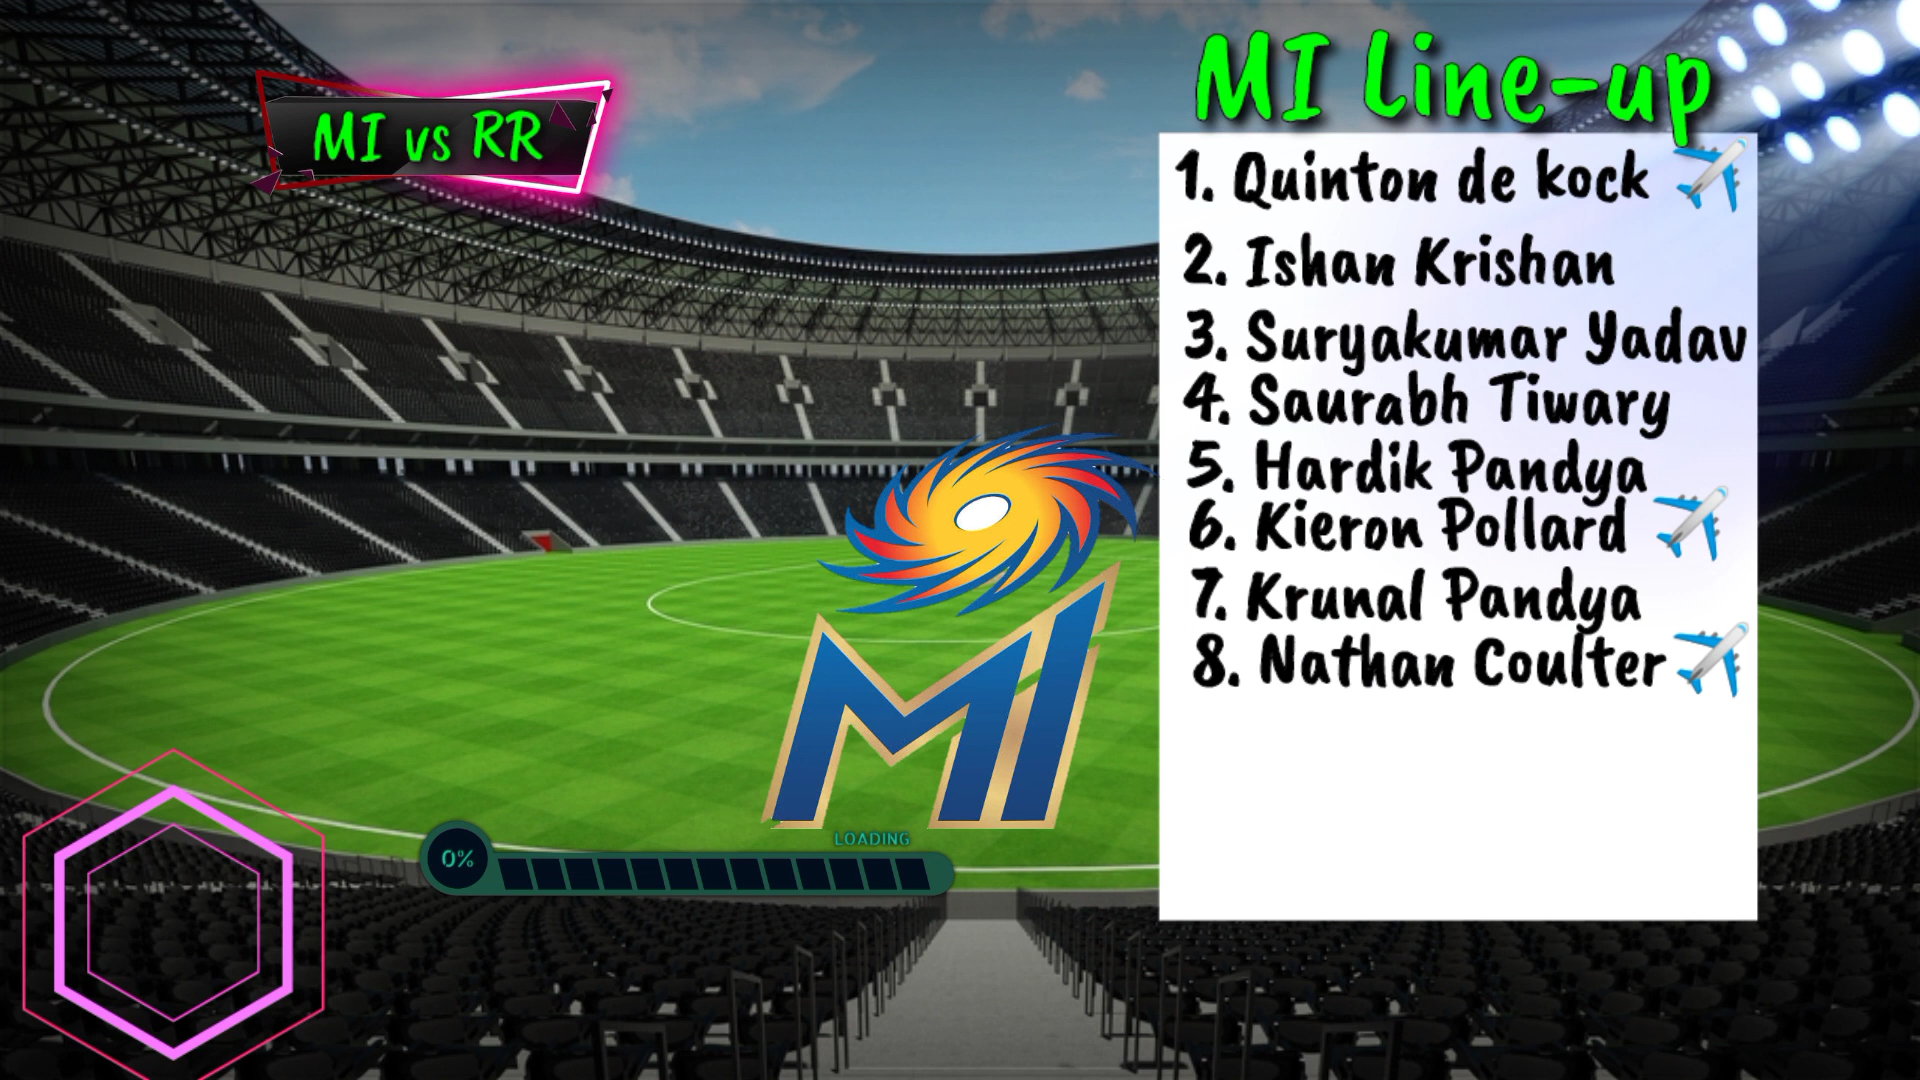 MI Line-up
MI vs RR
1. Quinton de kock
2. Ishan Krishan
3. Suryakumar Yadav
4. Saurabh Tiwary
5. Hardik Pandya
6. Kieron Pollard
7. Krunal Pandya
8. Nathan Coulter
MI
LOADING
0%